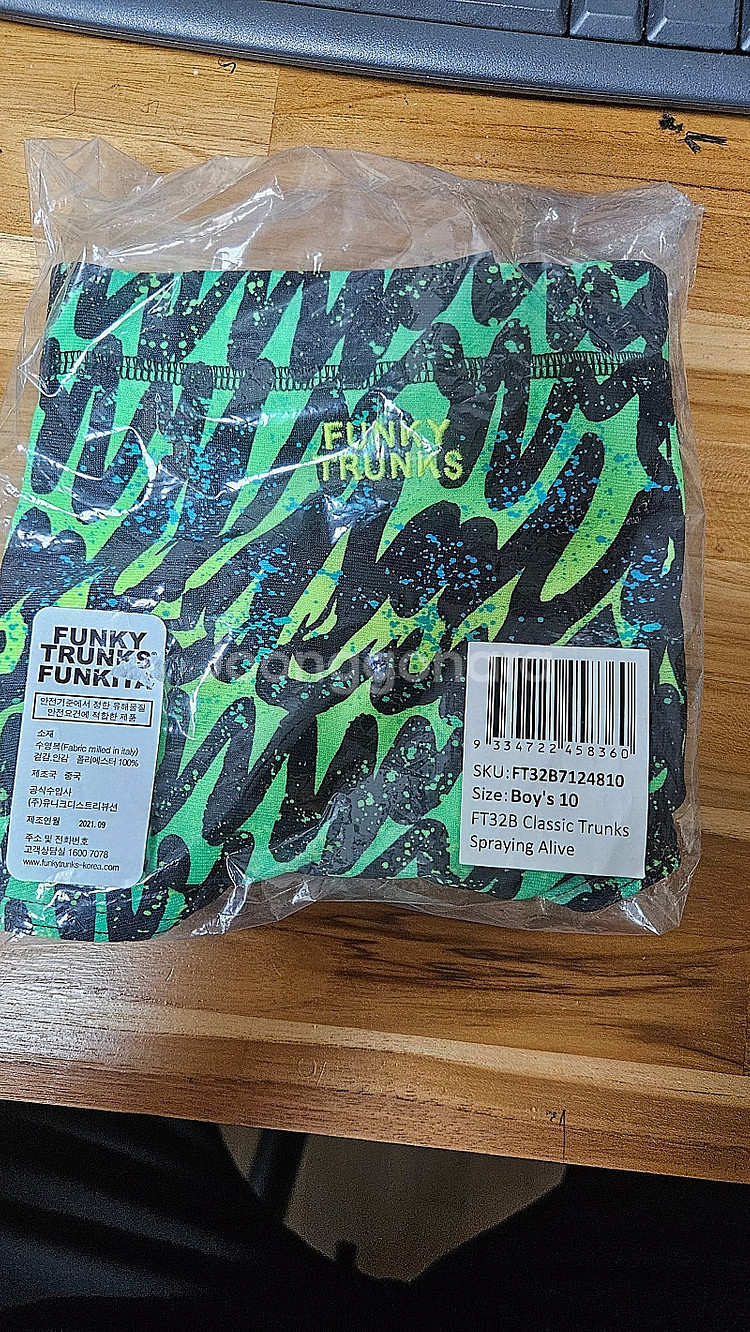 FUNKY
TRUNKS
FUNKY
TRUNKS
FUNKITA
안전기준에서 정한 유해물질
안전요건에 적합한 제품
소재
수영복(Fabric milled in italy)
겉감.안감 폴리에스터 100%
제조국 중국
공식수입사
(주)유니크디스트리뷰션
제조연월 2021. 09
주소 및 전화번호
고객상담실 1600 7078
www.funkytrunks-korea.com
9 334722 458360
SKU: FT32B7124810
Size: Boy's 10
FT32B Classic Trunks
Spraying Alive